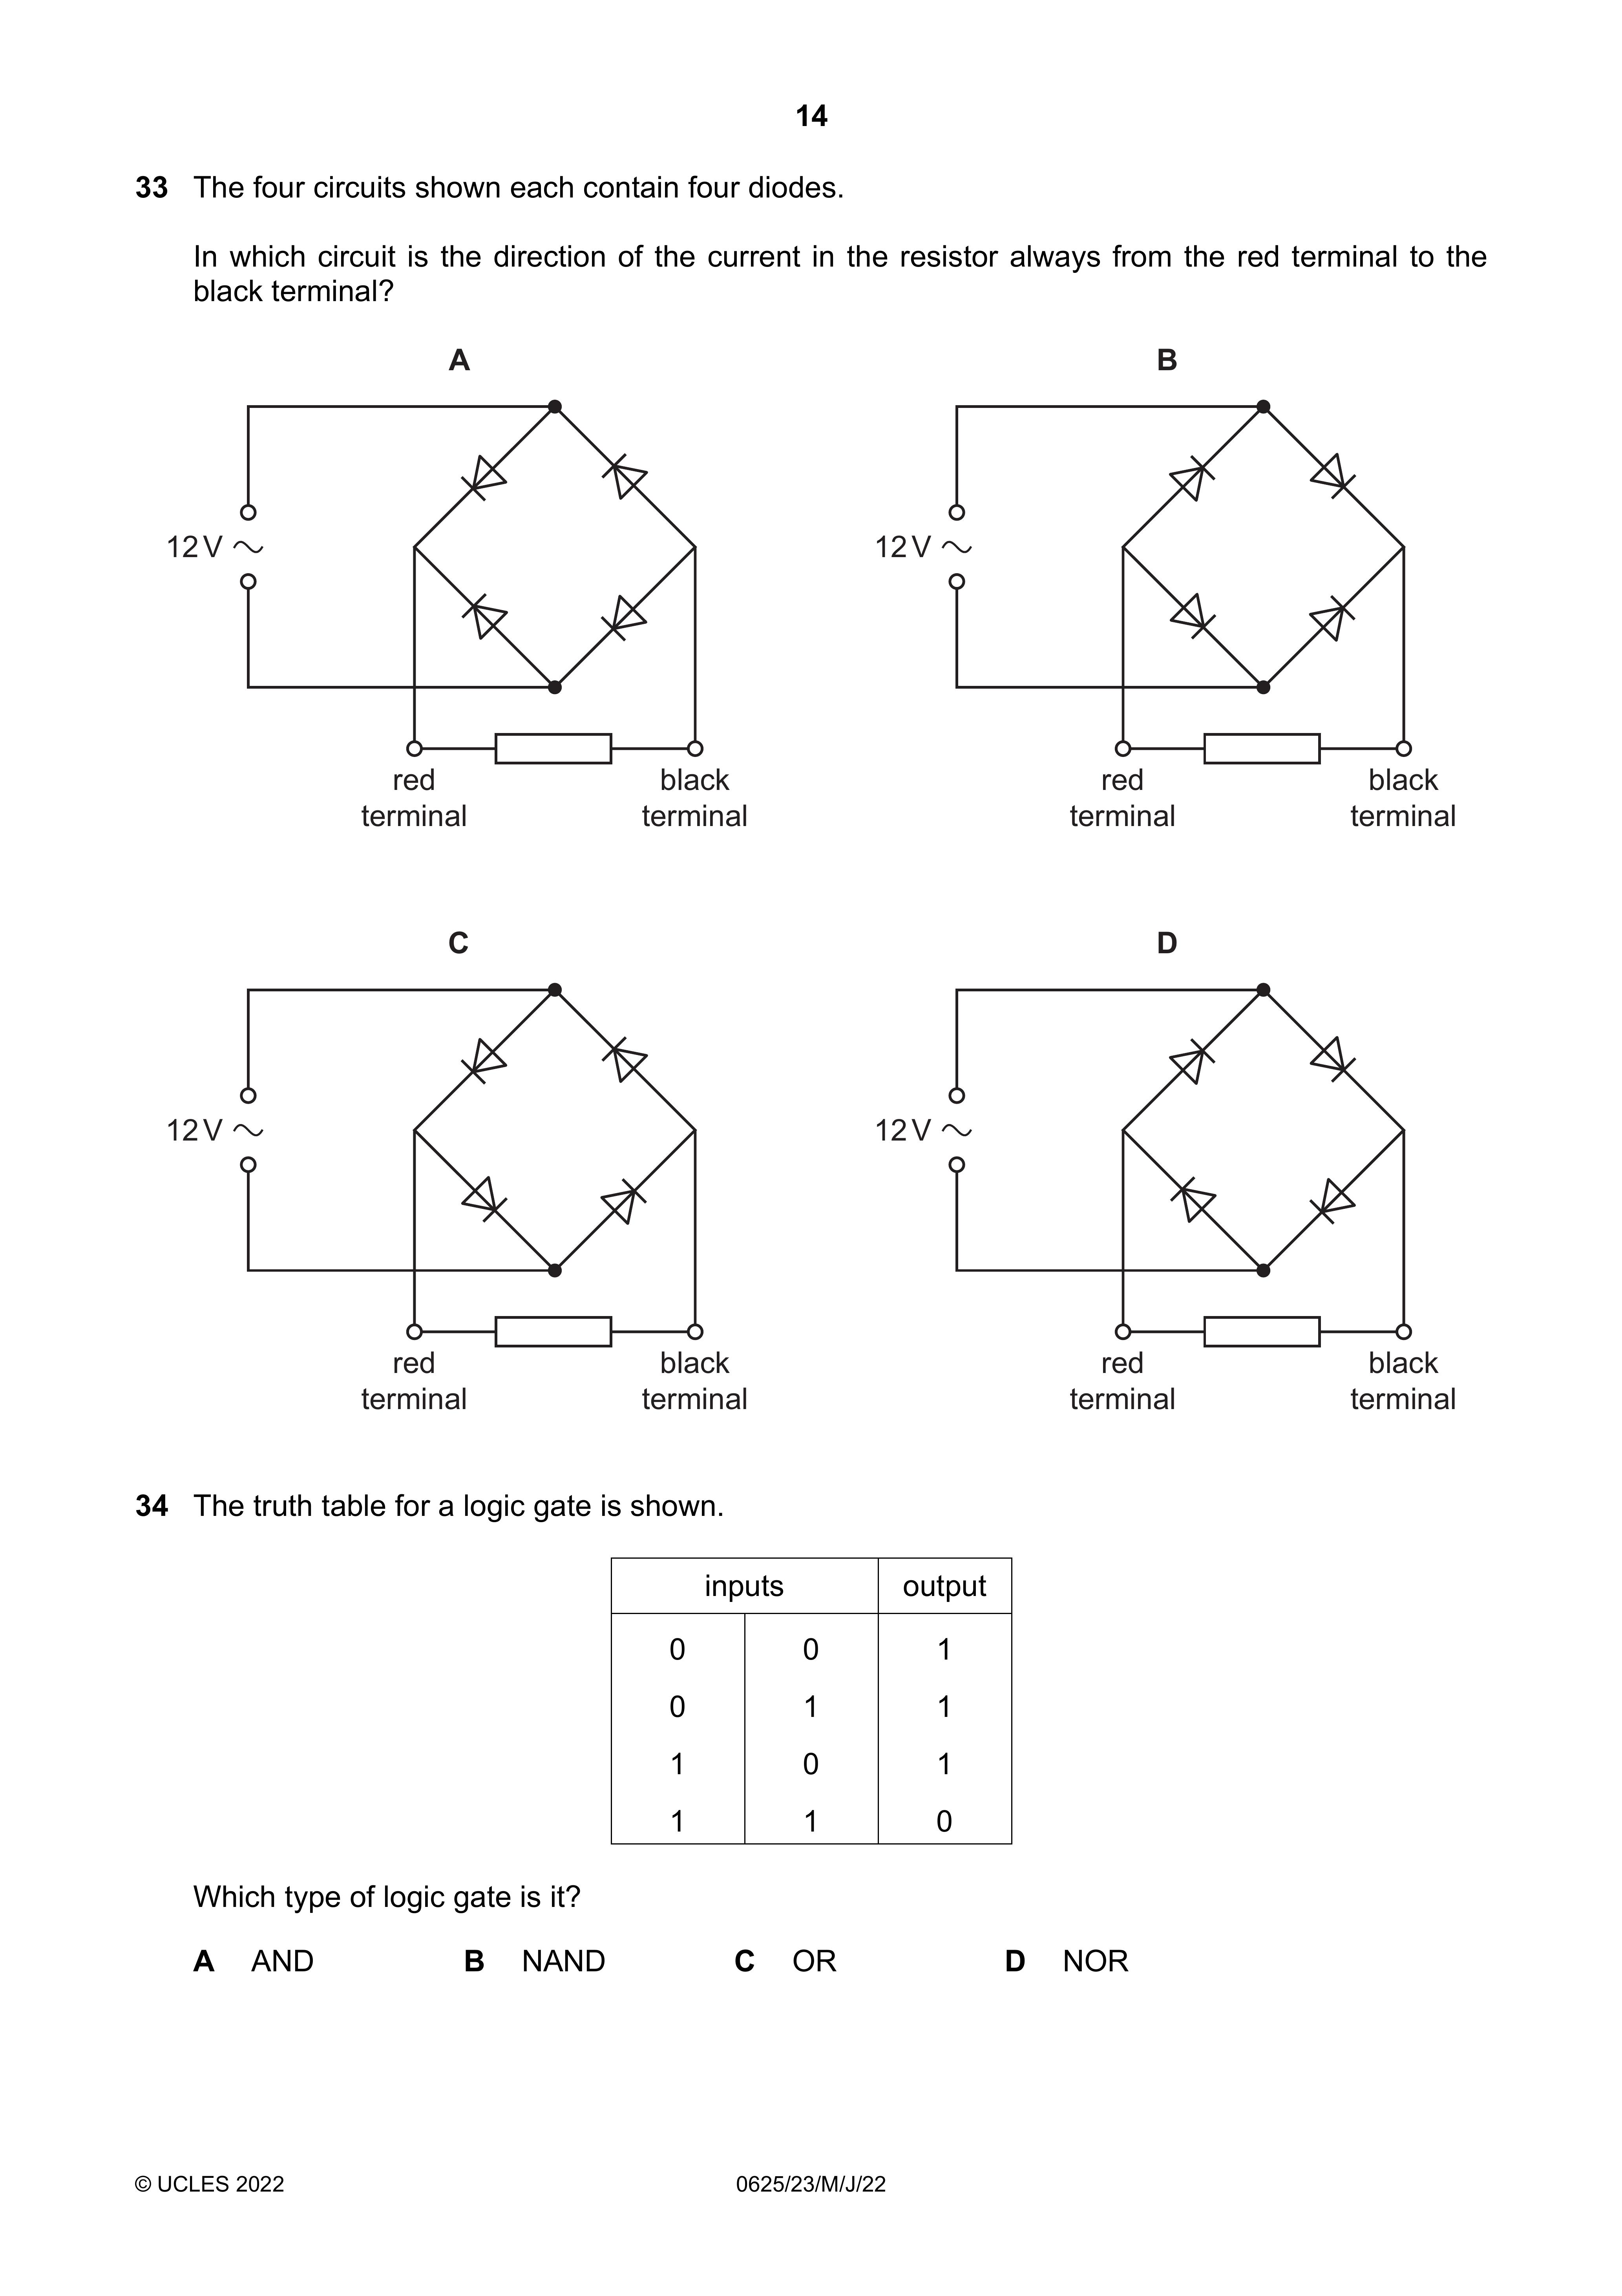 14
33 The four circuits shown each contain four diodes.
In which circuit is the direction of the current in the resistor always from the red terminal to the
black terminal?
A B
12 V 12 V
red black red black
terminal terminal terminal terminal
C D
12 V 12 V
red black red black
terminal terminal terminal terminal
34 The truth table for a logic gate is shown.
inputs output
0 0 1
0 1 1
1 0 1
1 1 0
Which type of logic gate is it?
A AND B NAND C OR D NOR
© UCLES 2022 0625/23/M/J/22